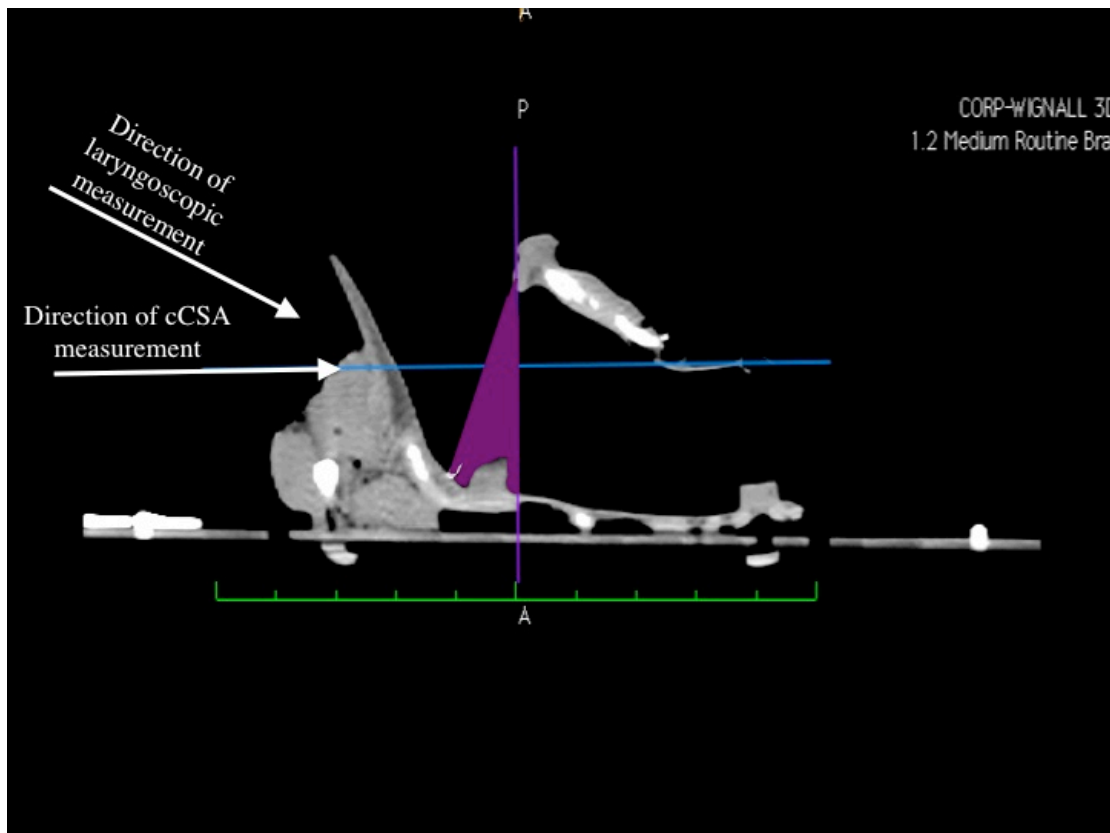 A
P
CORP-WIGNALL 3D
1.2 Medium Routine Bra
Direction of
laryngoscopic
measurement
Direction of cCSA
measurement
A